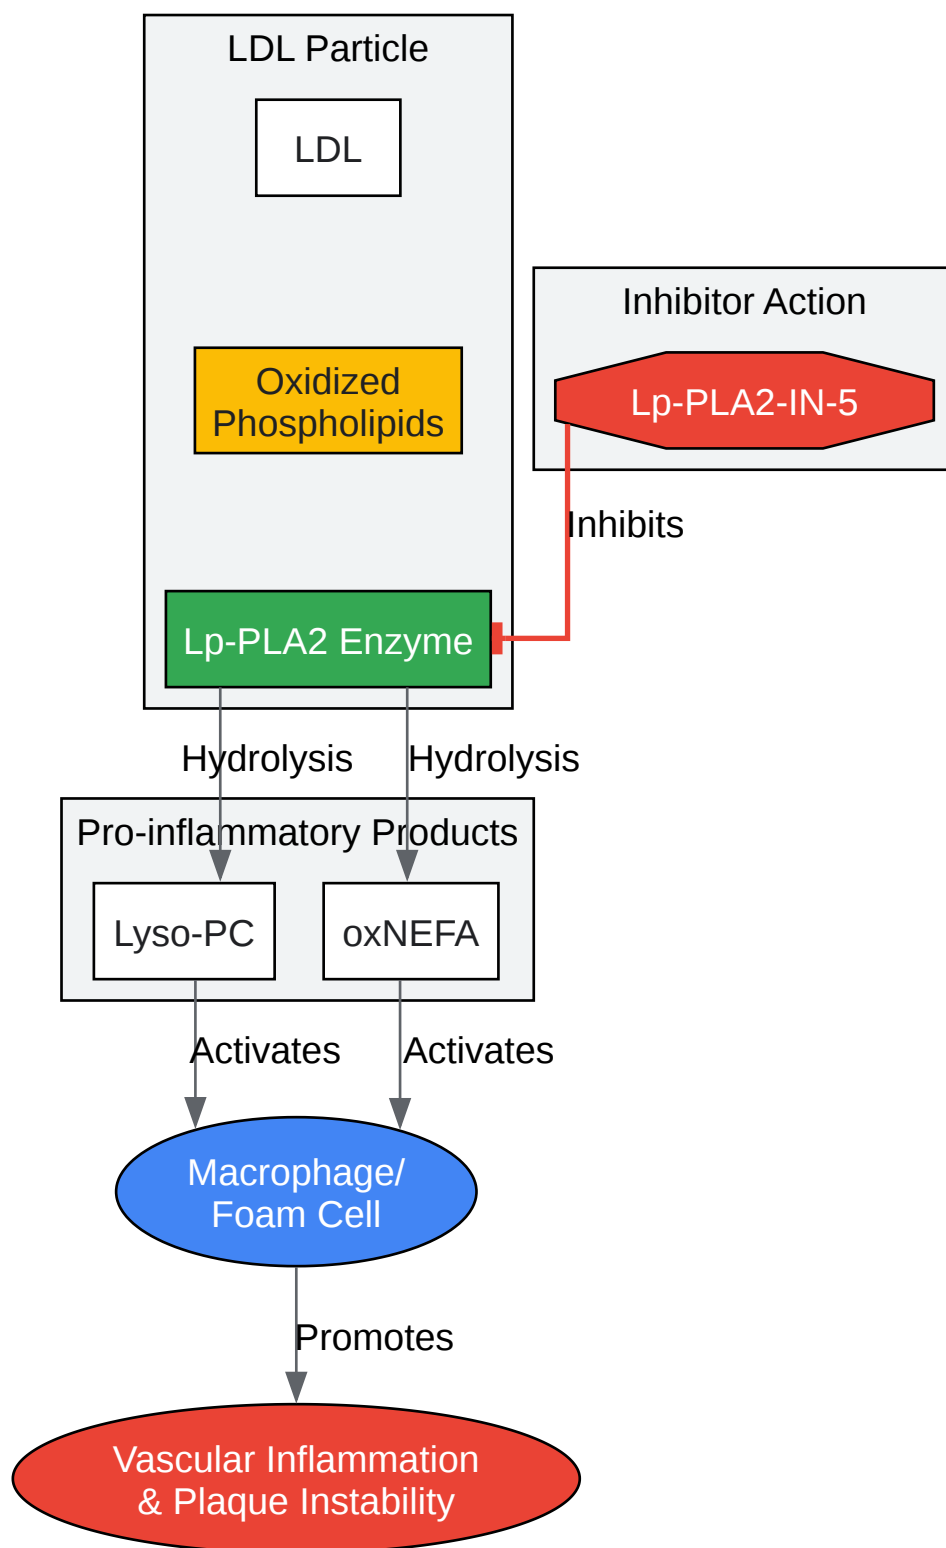 LDL Particle
LDL
Inhibitor Action
Oxidized
Phospholipids
Lp-PLA2-IN-5
Inhibits
Lp-PLA2 Enzyme
Hydrolysis
Hydrolysis
Pro-inflammatory Products
Lyso-PC
oxNEFA
Activates
Activates
Macrophage/
Foam Cell
Promotes
Vascular Inflammation
& Plaque Instability